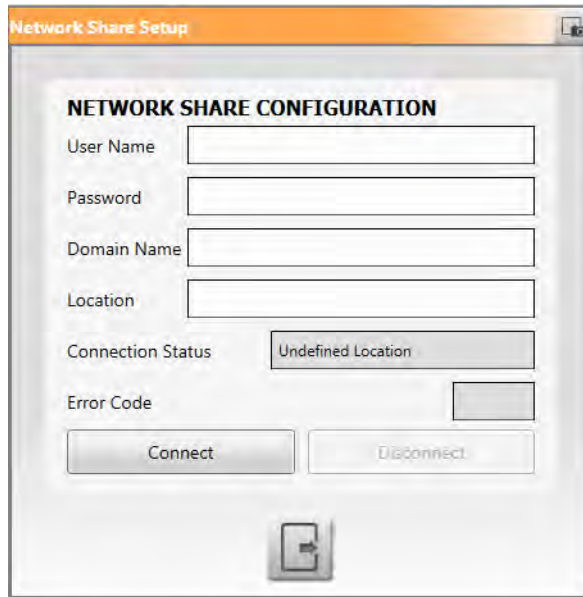 Network Share Setup
NETWORK SHARE CONFIGURATION
User Name
Password
Domain Name
Location
Connection Status Undefined Location
Error Code
Connect Disconnect